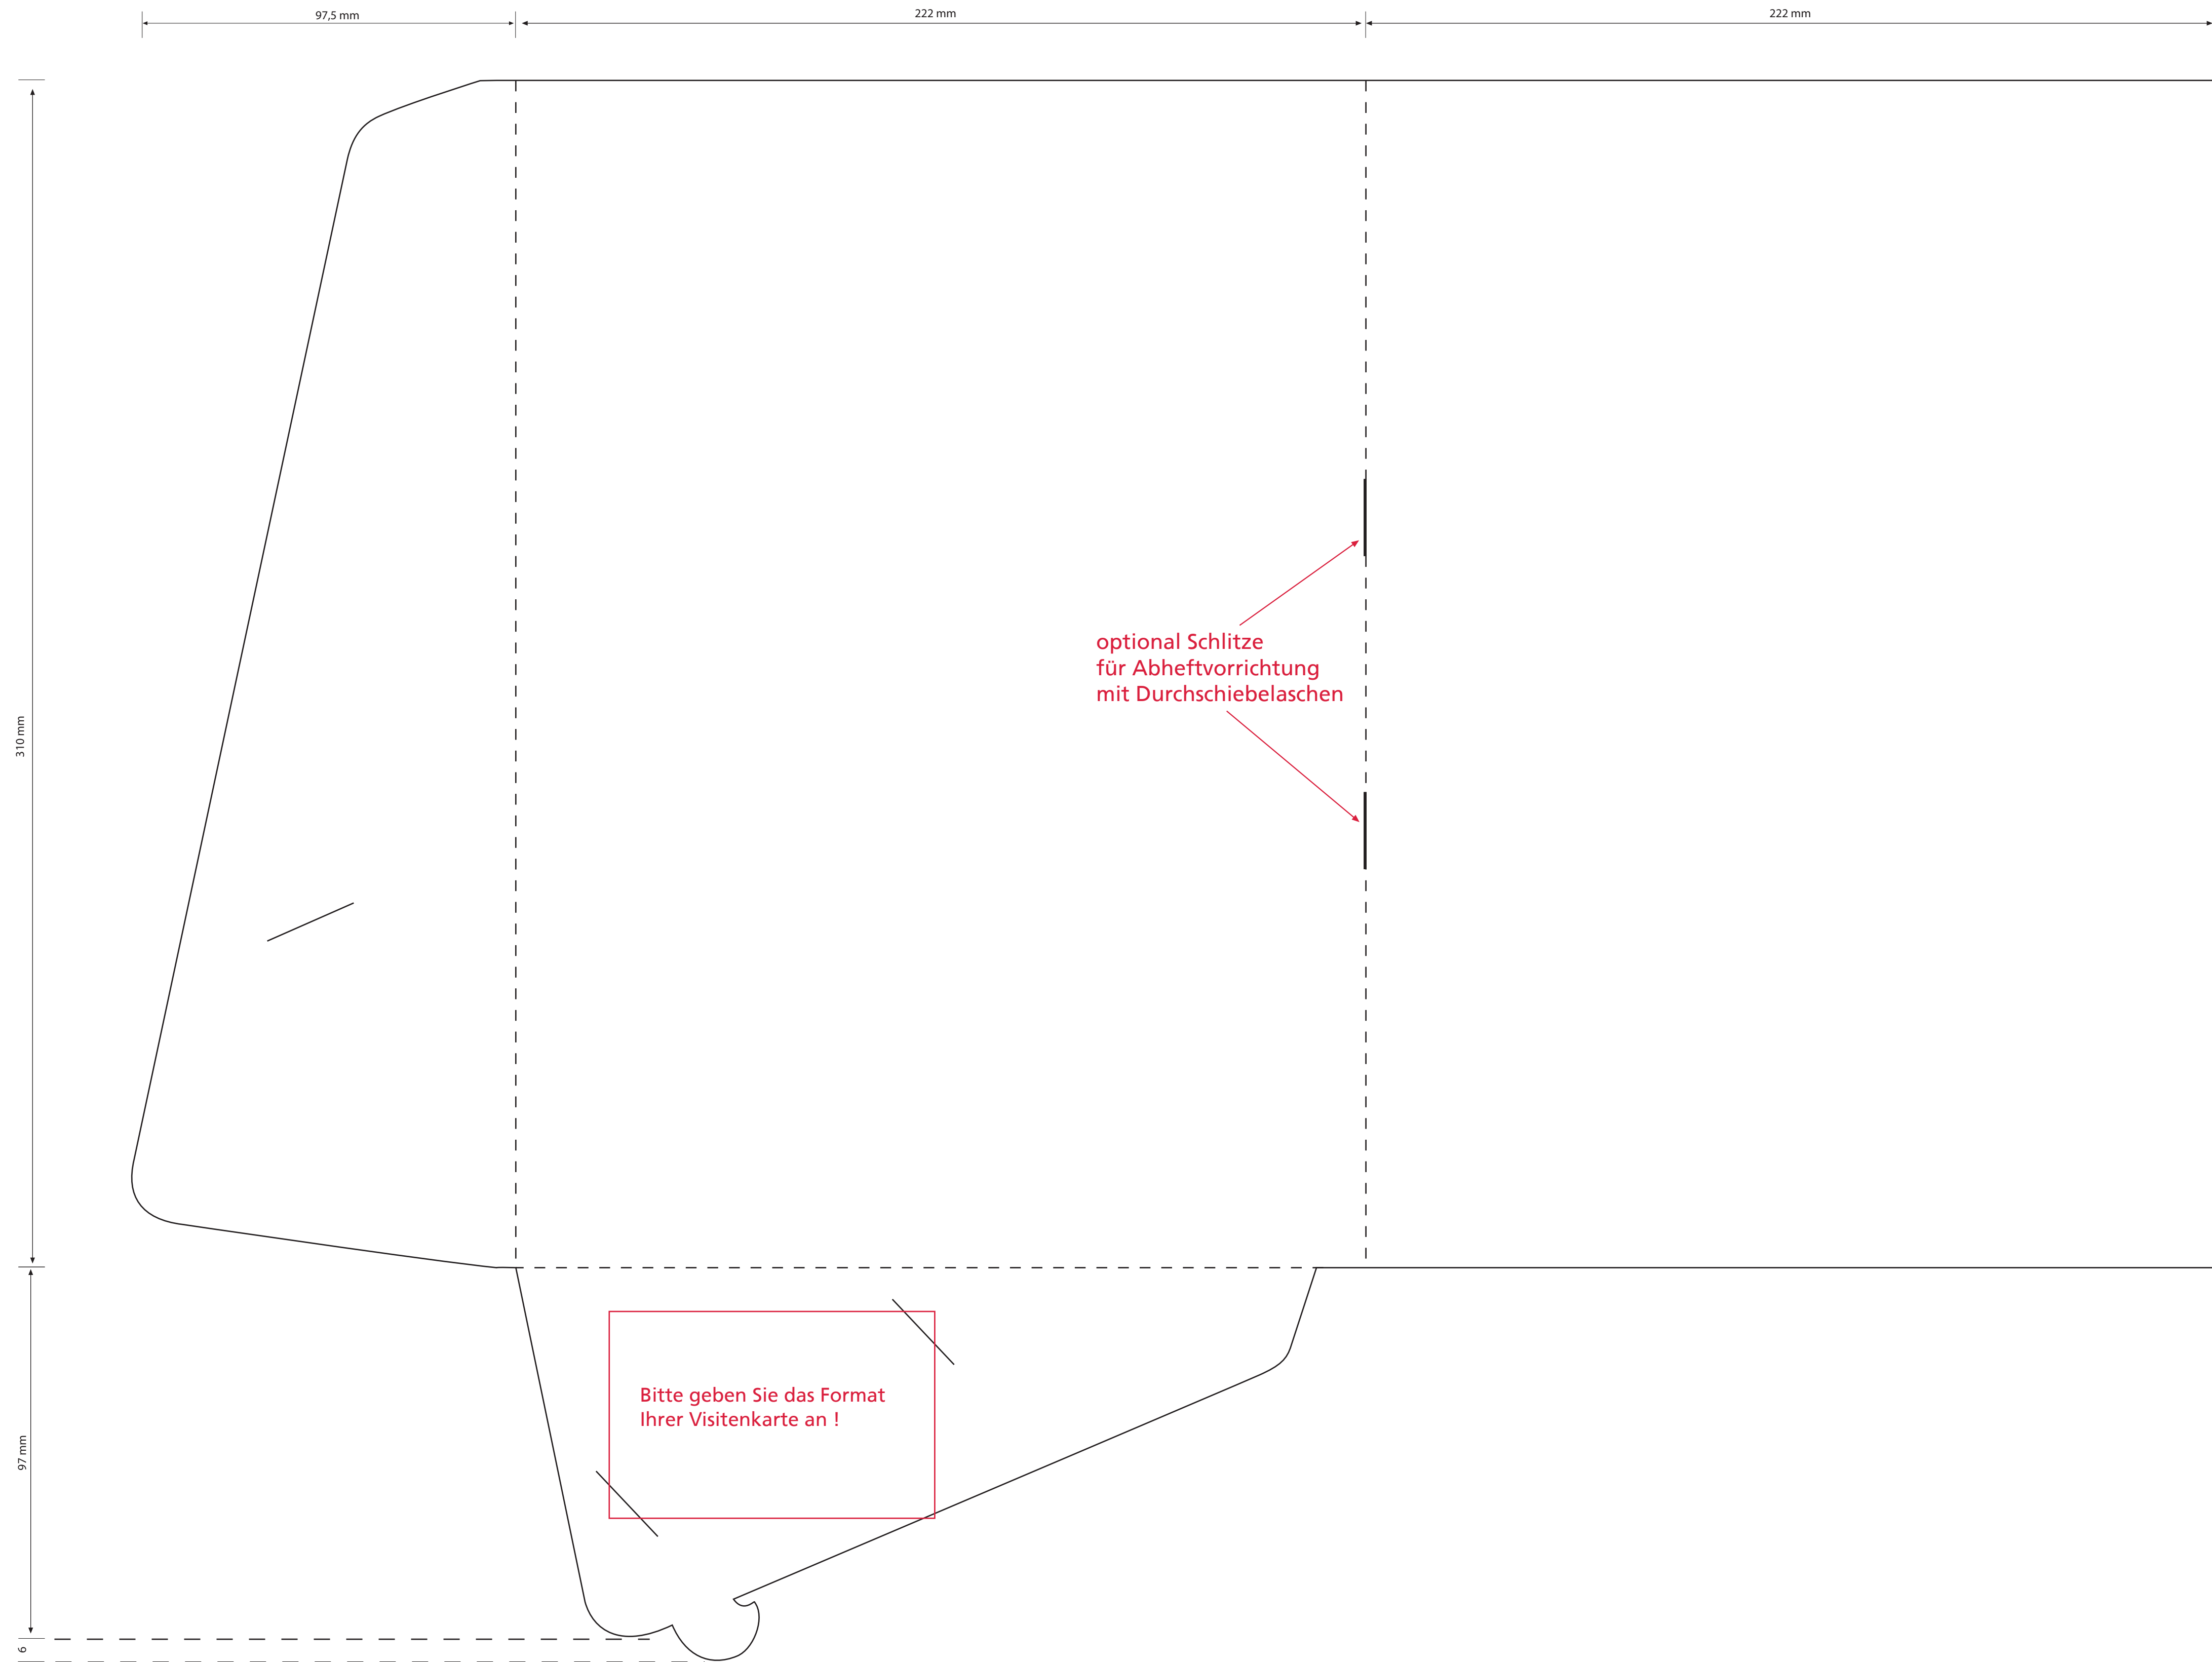 97,5 mm
222 mm
222 mm
310 mm
optional Schlitze
für Abheftvorrichtung
mit Durchschiebelaschen
Bitte geben Sie das Format
Ihrer Visitenkarte an !
97 mm
6